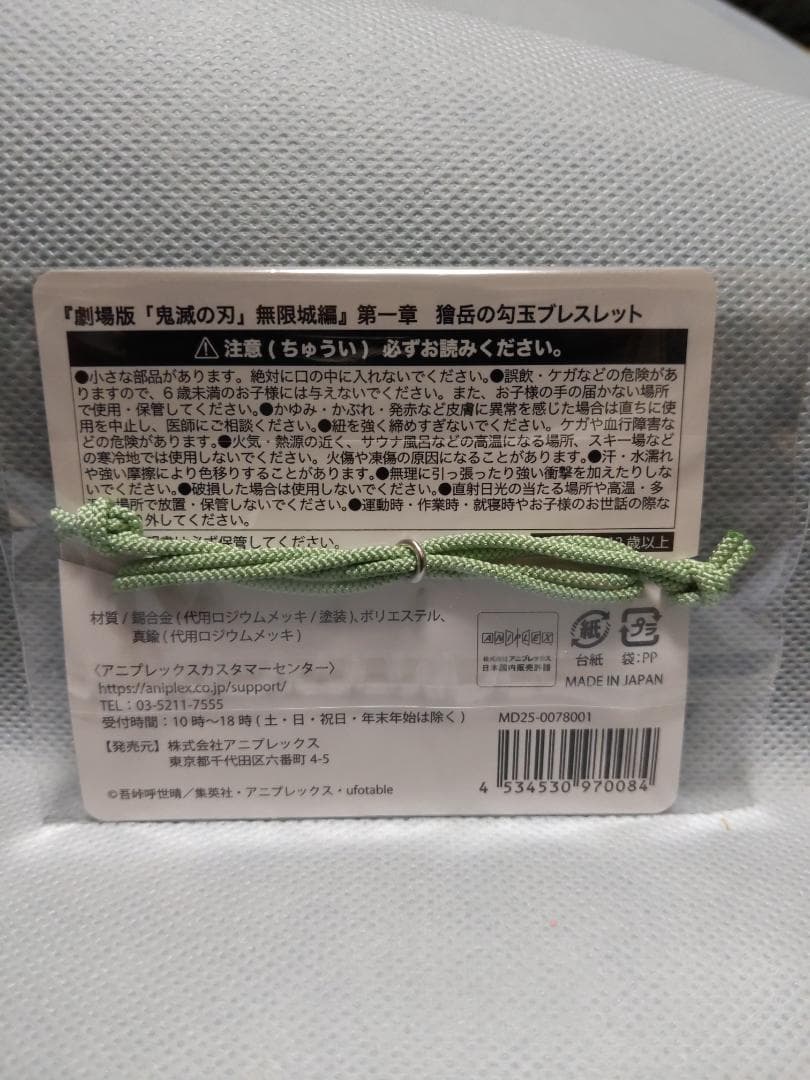 『劇場版「鬼滅の刃」無限城編』第一章　獪岳の勾玉ブレスレット
⚠ 注意 ( ちゅうい ) 必ずお読みください。
●小さな部品があります。絶対に口の中に入れないでください。●誤飲・ケガなどの危険があ
りますので、６歳未満のお子様には与えないでください。また、お子様の手の届かない場所
で使用・保管してください。●かゆみ・かぶれ・発赤など皮膚に異常を感じた場合は直ちに使
用を中止し、医師にご相談ください。●紐を強く締めすぎないでください。ケガや血行障害な
どの危険があります。●火気・熱源の近く、サウナ風呂などの高温になる場所、スキー場など
の寒冷地では使用しないでください。火傷や凍傷の原因になることがあります。●汗・水濡れ
や強い摩擦により色移りすることがあります。●無理に引っ張ったり強い衝撃を加えたりしな
いでください。●破損した場合は使用しないでください。●直射日光の当たる場所や高温・多
場所で放置・保管しないでください。●運動時・作業時・就寝時やお子様のお世話の際な
外してください。
必ず保管してください。
歳以上
材質 / 錫合金 ( 代用ロジウムメッキ / 塗装 )、ポリエステル、
真鍮 ( 代用ロジウムメッキ )
〈アニプレックスカスタマーセンター〉
https://aniplex.co.jp/support/
TEL：03-5211-7555
受付時間：10 時〜18 時 ( 土・日・祝日・年末年始は除く )
【発売元】株式会社アニプレックス
東京都千代田区六番町 4-5
©吾峠呼世晴／集英社・アニプレックス・ufotable
ANIPLEX
株式会社 アニプレックス
日本国内販売許諾
紙
台紙
プラ
袋：PP
MADE IN JAPAN
MD25-0078001
4 534530 970084